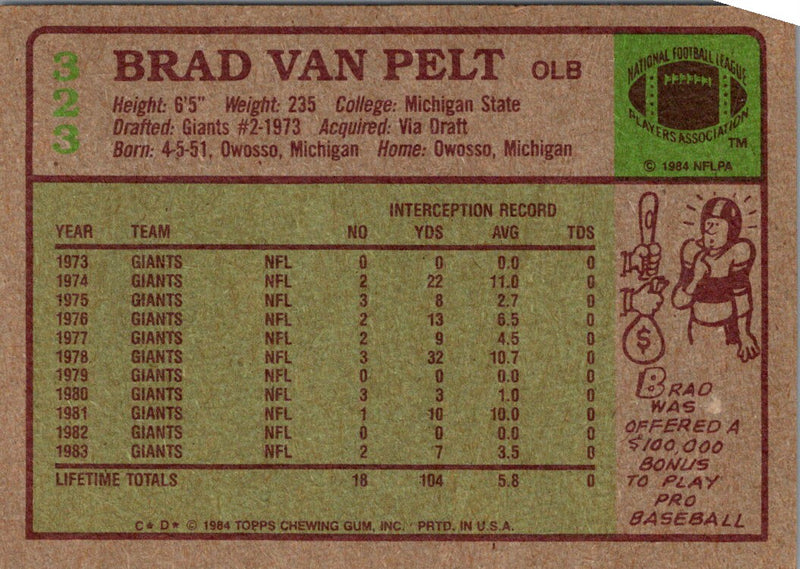 323
BRAD VAN PELT OLB
Height: 6'5" Weight: 235 College: Michigan State
Drafted: Giants #2-1973 Acquired: Via Draft
Born: 4-5-51, Owosso, Michigan Home: Owosso, Michigan
NATIONAL FOOTBALL LEAGUE
PLAYERS ASSOCIATION
TM
© 1984 NFLPA
INTERCEPTION RECORD
YEAR TEAM NO YDS AVG TDS
1973 GIANTS NFL 0 0 0.0 0
1974 GIANTS NFL 2 22 11.0 0
1975 GIANTS NFL 3 8 2.7 0
1976 GIANTS NFL 2 13 6.5 0
1977 GIANTS NFL 2 9 4.5 0
1978 GIANTS NFL 3 32 10.7 0
1979 GIANTS NFL 0 0 0.0 0
1980 GIANTS NFL 3 3 1.0 0
1981 GIANTS NFL 1 10 10.0 0
1982 GIANTS NFL 0 0 0.0 0
1983 GIANTS NFL 2 7 3.5 0
LIFETIME TOTALS 18 104 5.8 0
C★ D★ © 1984 TOPPS CHEWING GUM, INC. PRTD. IN U.S.A.
$
BRAD
WAS
OFFERED A
$100,000
BONUS
TO PLAY
PRO
BASEBALL